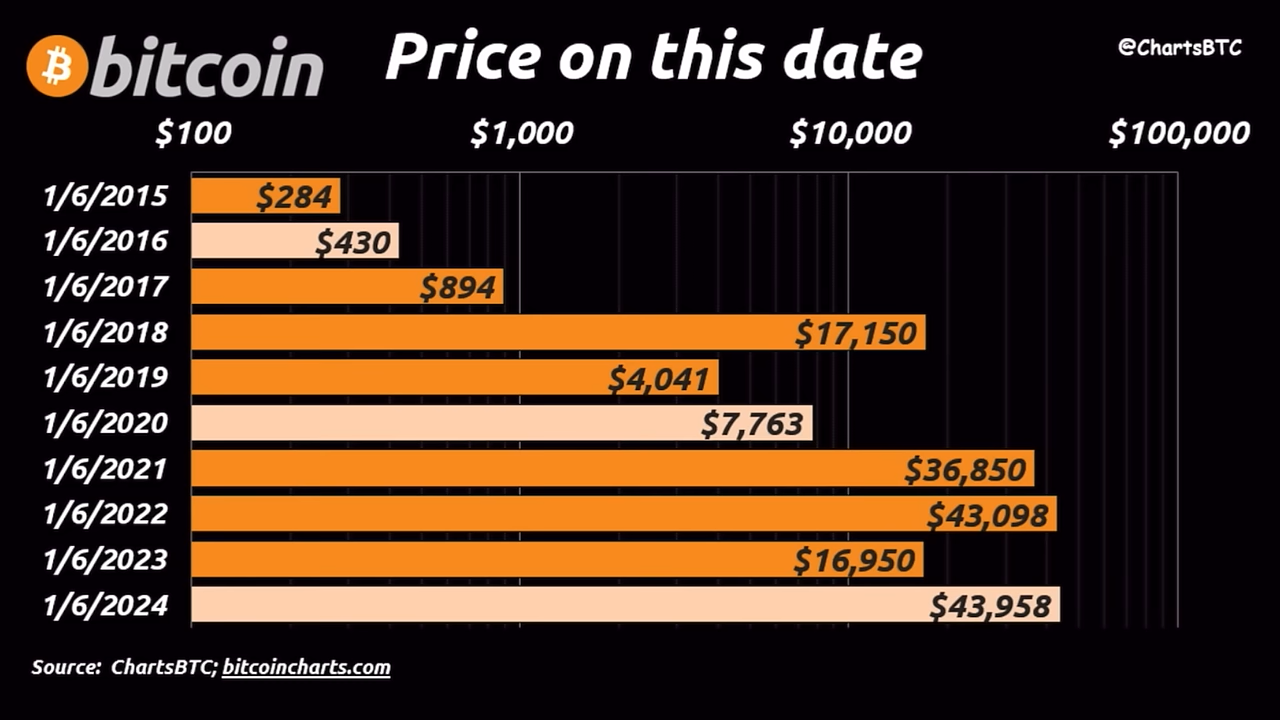 bitcoin
Price on this date
@ChartsBTC
$100 $1,000 $10,000 $100,000
1/6/2015 $284
1/6/2016 $430
1/6/2017 $894
1/6/2018 $17,150
1/6/2019 $4,041
1/6/2020 $7,763
1/6/2021 $36,850
1/6/2022 $43,098
1/6/2023 $16,950
1/6/2024 $43,958
Source: ChartsBTC; bitcoincharts.com